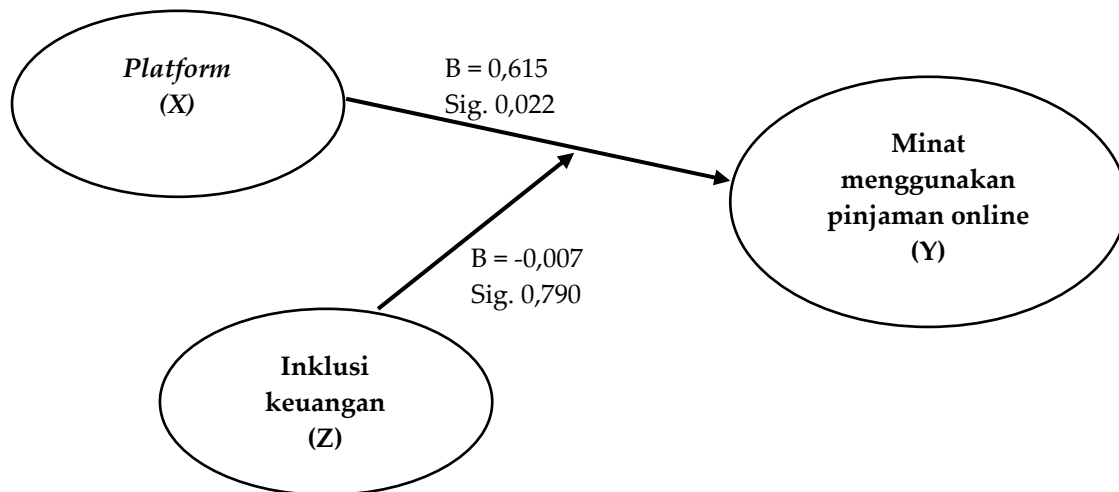 Platform
(X)
B = 0,615
Sig. 0,022
Minat
menggunakan
pinjaman online
(Y)
B = -0,007
Sig. 0,790
Inklusi
keuangan
(Z)